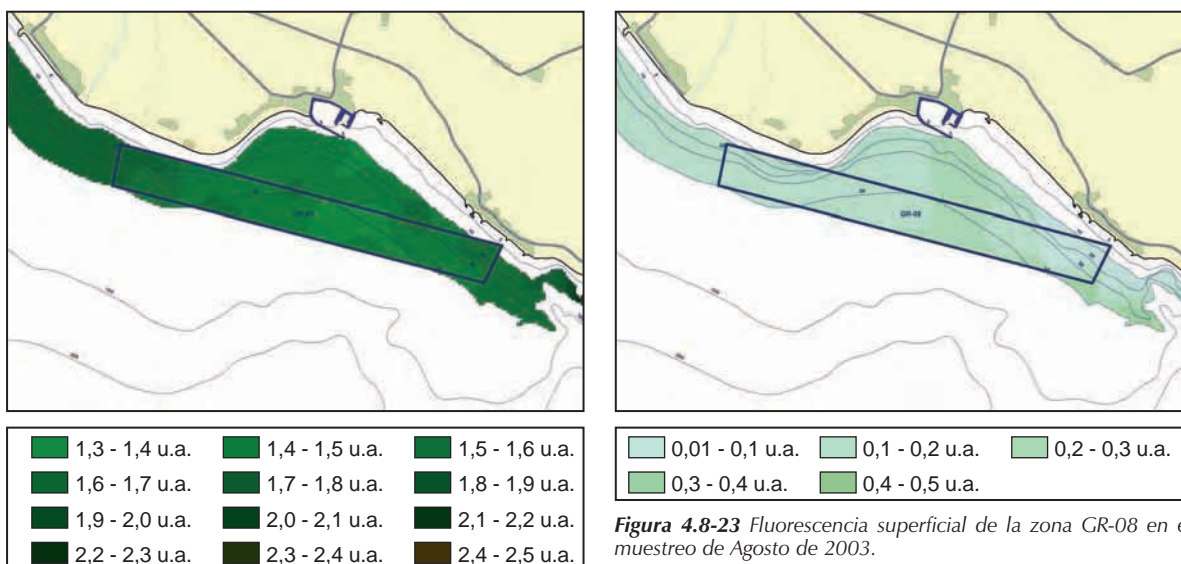 GR-08
1,3 - 1,4 u.a. 1,4 - 1,5 u.a. 1,5 - 1,6 u.a.
1,6 - 1,7 u.a. 1,7 - 1,8 u.a. 1,8 - 1,9 u.a.
1,9 - 2,0 u.a. 2,0 - 2,1 u.a. 2,1 - 2,2 u.a.
2,2 - 2,3 u.a. 2,3 - 2,4 u.a. 2,4 - 2,5 u.a.
0,01 - 0,1 u.a. 0,1 - 0,2 u.a. 0,2 - 0,3 u.a.
0,3 - 0,4 u.a. 0,4 - 0,5 u.a.
Figura 4.8-23 Fluorescencia superficial de la zona GR-08 en e
muestreo de Agosto de 2003.